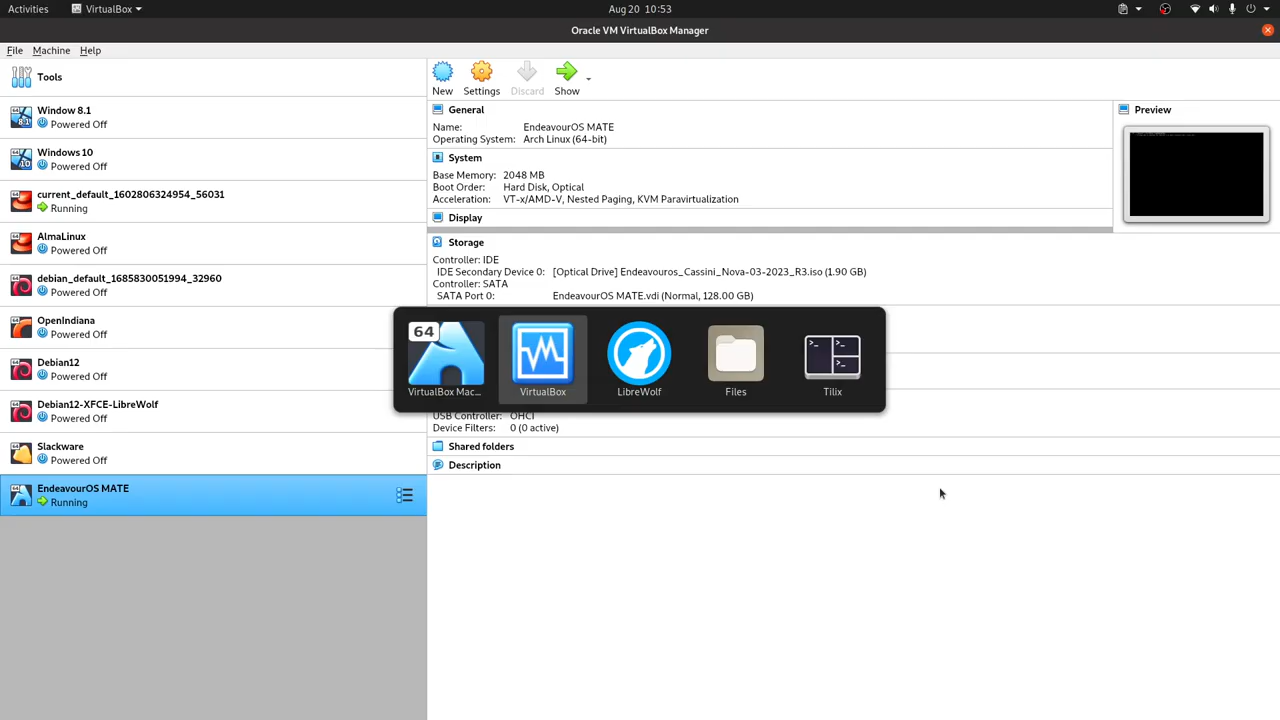 Activities
VirtualBox
Aug 20 10:53
Oracle VM VirtualBox Manager
File Machine Help
Tools
Window 8.1
Powered Off
Windows 10
Powered Off
current_default_1602806324954_56031
Running
AlmaLinux
Powered Off
debian_default_1685830051994_32960
Powered Off
OpenIndiana
Powered Off
Debian12
Powered Off
Debian12-XFCE-LibreWolf
Powered Off
Slackware
Powered Off
EndeavourOS MATE
Running
New Settings Discard Show
General
Name: EndeavourOS MATE
Operating System: Arch Linux (64-bit)
System
Base Memory: 2048 MB
Boot Order: Hard Disk, Optical
Acceleration: VT-x/AMD-V, Nested Paging, KVM Paravirtualization
Display
Storage
Controller: IDE
IDE Secondary Device 0: [Optical Drive] Endeavouros_Cassini_Nova-03-2023_R3.iso (1.90 GB)
Controller: SATA
SATA Port 0: EndeavourOS MATE.vdi (Normal, 128.00 GB)
64
VirtualBox Mac...
VirtualBox
LibreWolf
Files
Tilix
USB Controller: OHCI
Device Filters: 0 (0 active)
Shared folders
Description
Preview